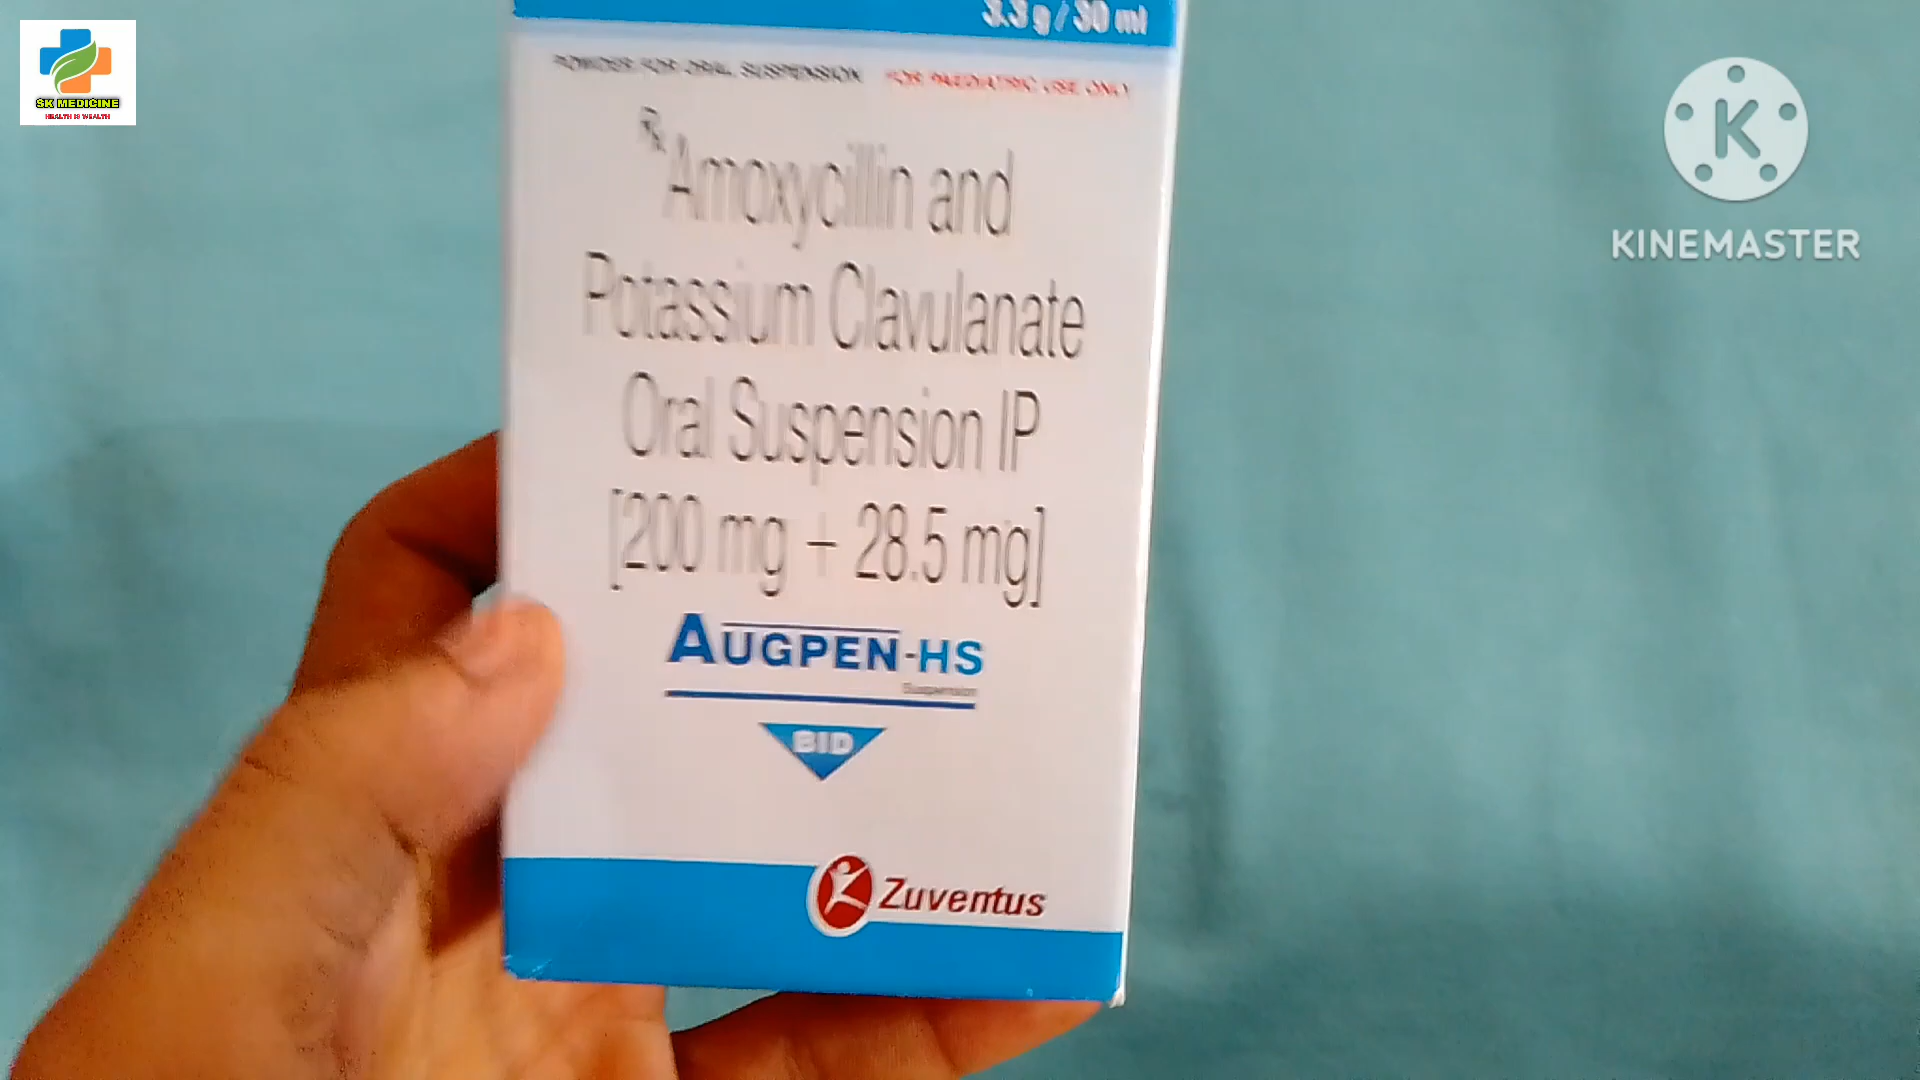 3.3 g / 30 ml
POWDER FOR ORAL SUSPENSION FOR PAEDIATRIC USE ONLY
Rx Amoxycillin and
Potassium Clavulanate
Oral Suspension IP
[200 mg + 28.5 mg]
AUGPEN-HS
Suspension
BID
Zuventus
SK MEDICINE
HEALTH IS WEALTH
K
KINEMASTER